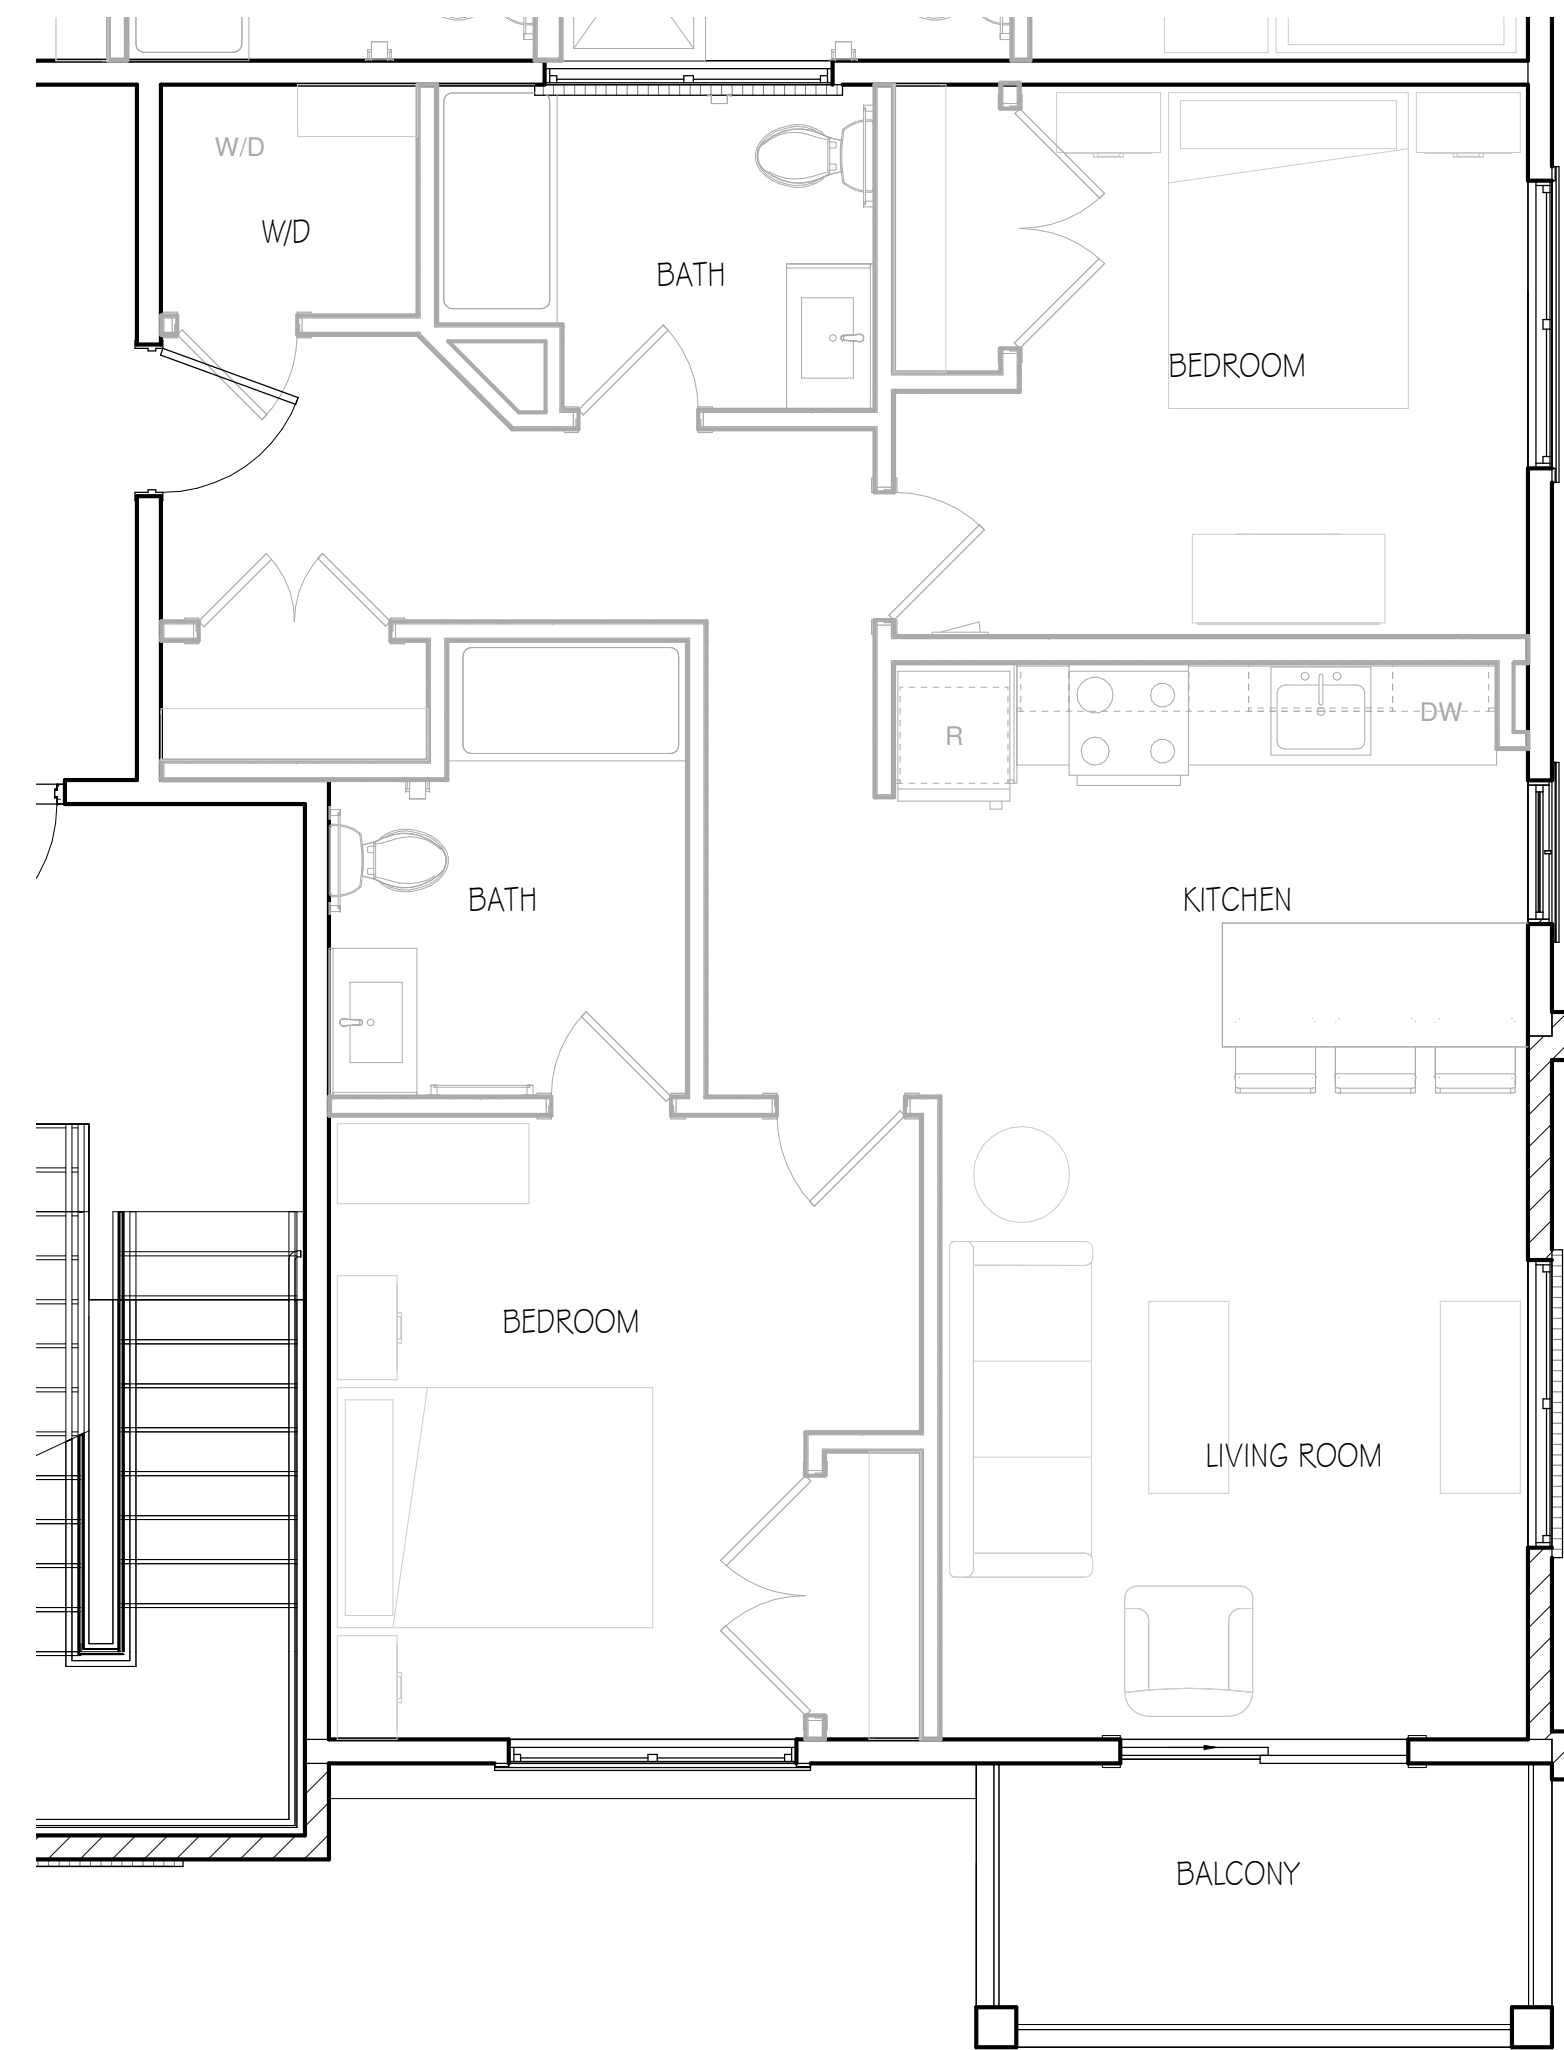 W/D
W/D
BATH
BEDROOM
R
DW
BATH
KITCHEN
BEDROOM
LIVING ROOM
BALCONY